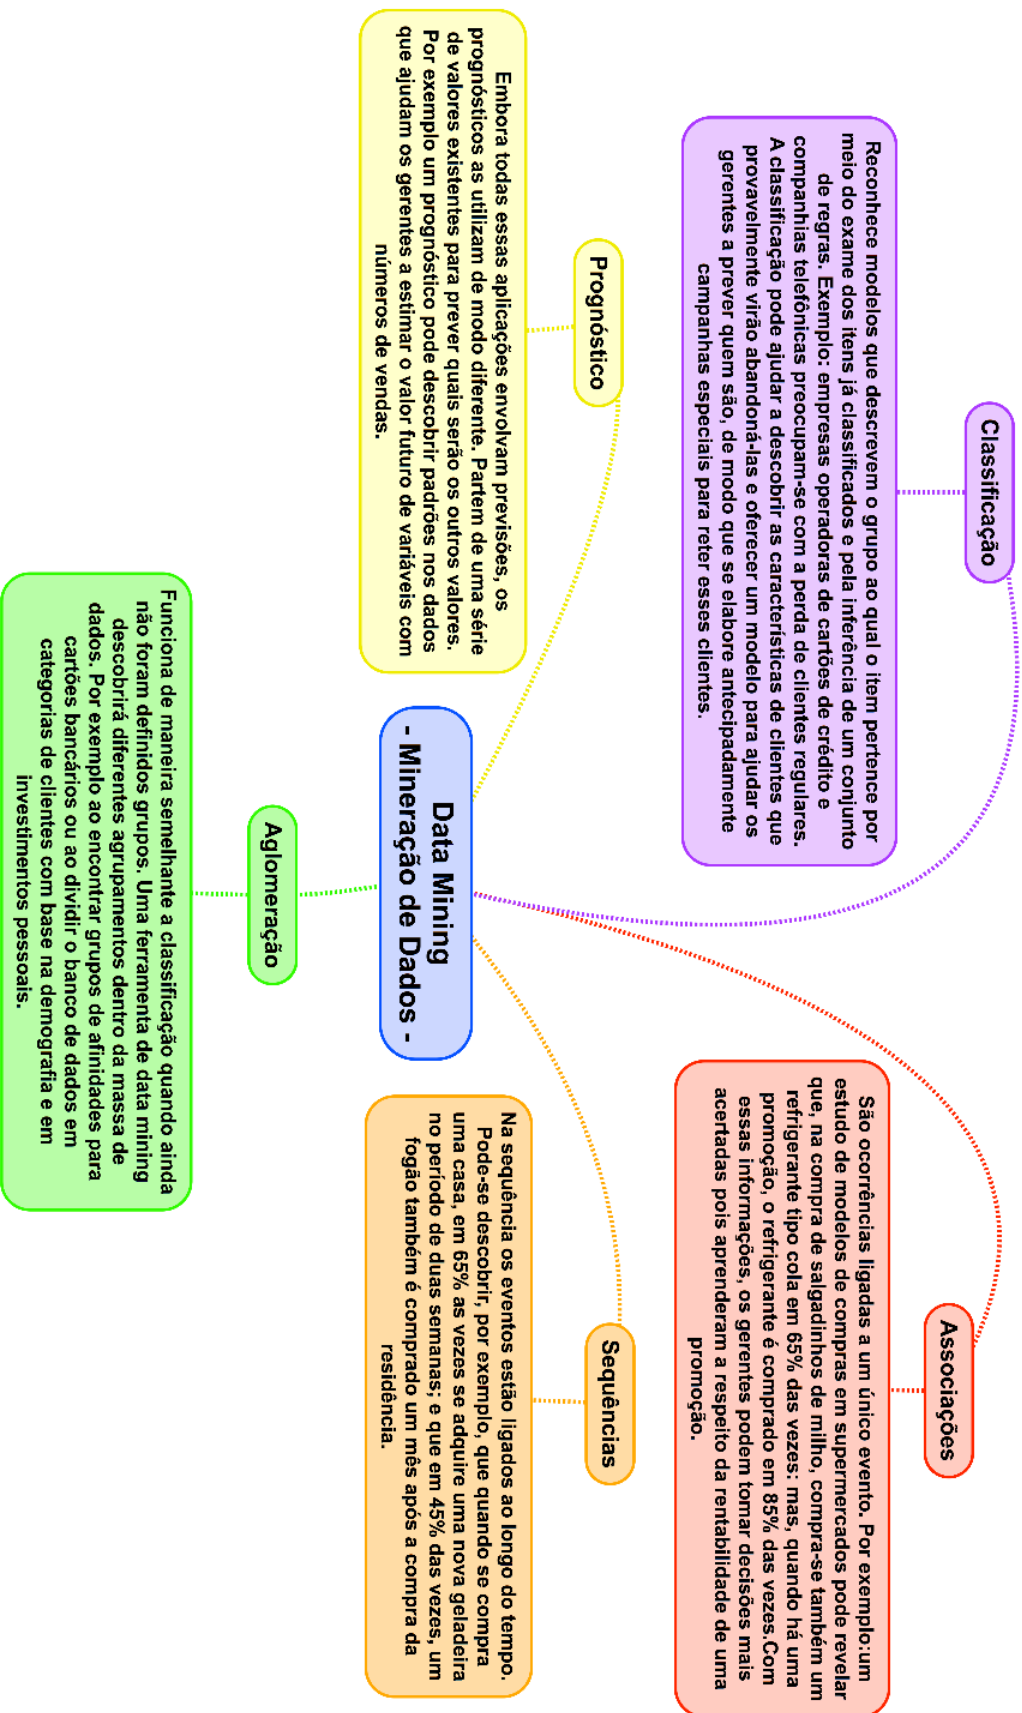 Classificação
Reconhece modelos que descrevem o grupo ao qual o item pertence por
meio do exame dos itens já classificados e pela inferência de um conjunto
de regras. Exemplo: empresas operadoras de cartões de crédito e
companhias telefônicas preocupam-se com a perda de clientes regulares.
A classificação pode ajudar a descobrir as características de clientes que
provavelmente virão abandoná-las e oferecer um modelo para ajudar os
gerentes a prever quem são, de modo que se elabore antecipadamente
campanhas especiais para reter esses clientes.
Associações
São ocorrências ligadas a um único evento. Por exemplo:um
estudo de modelos de compras em supermercados pode revelar
que, na compra de salgadinhos de milho, compra-se também um
refrigerante tipo cola em 65% das vezes: mas, quando há uma
promoção, o refrigerante é comprado em 85% das vezes.Com
essas informações, os gerentes podem tomar decisões mais
acertadas pois aprenderam a respeito da rentabilidade de uma
promoção.
Prognóstico
Embora todas essas aplicações envolvam previsões, os
prognósticos as utilizam de modo diferente. Partem de uma série
de valores existentes para prever quais serão os outros valores.
Por exemplo um prognóstico pode descobrir padrões nos dados
que ajudam os gerentes a estimar o valor futuro de variáveis com
números de vendas.
Data Mining
- Mineração de Dados -
Sequências
Na sequência os eventos estão ligados ao longo do tempo.
Pode-se descobrir, por exemplo, que quando se compra
uma casa, em 65% as vezes se adquire uma nova geladeira
no período de duas semanas; e que em 45% das vezes, um
fogão também é comprado um mês após a compra da
residência.
Aglomeração
Funciona de maneira semelhante a classificação quando ainda
não foram definidos grupos. Uma ferramenta de data mining
descobrirá diferentes agrupamentos dentro da massa de
dados. Por exemplo ao encontrar grupos de afinidades para
cartões bancários ou ao dividir o banco de dados em
categorias de clientes com base na demografia e em
investimentos pessoais.